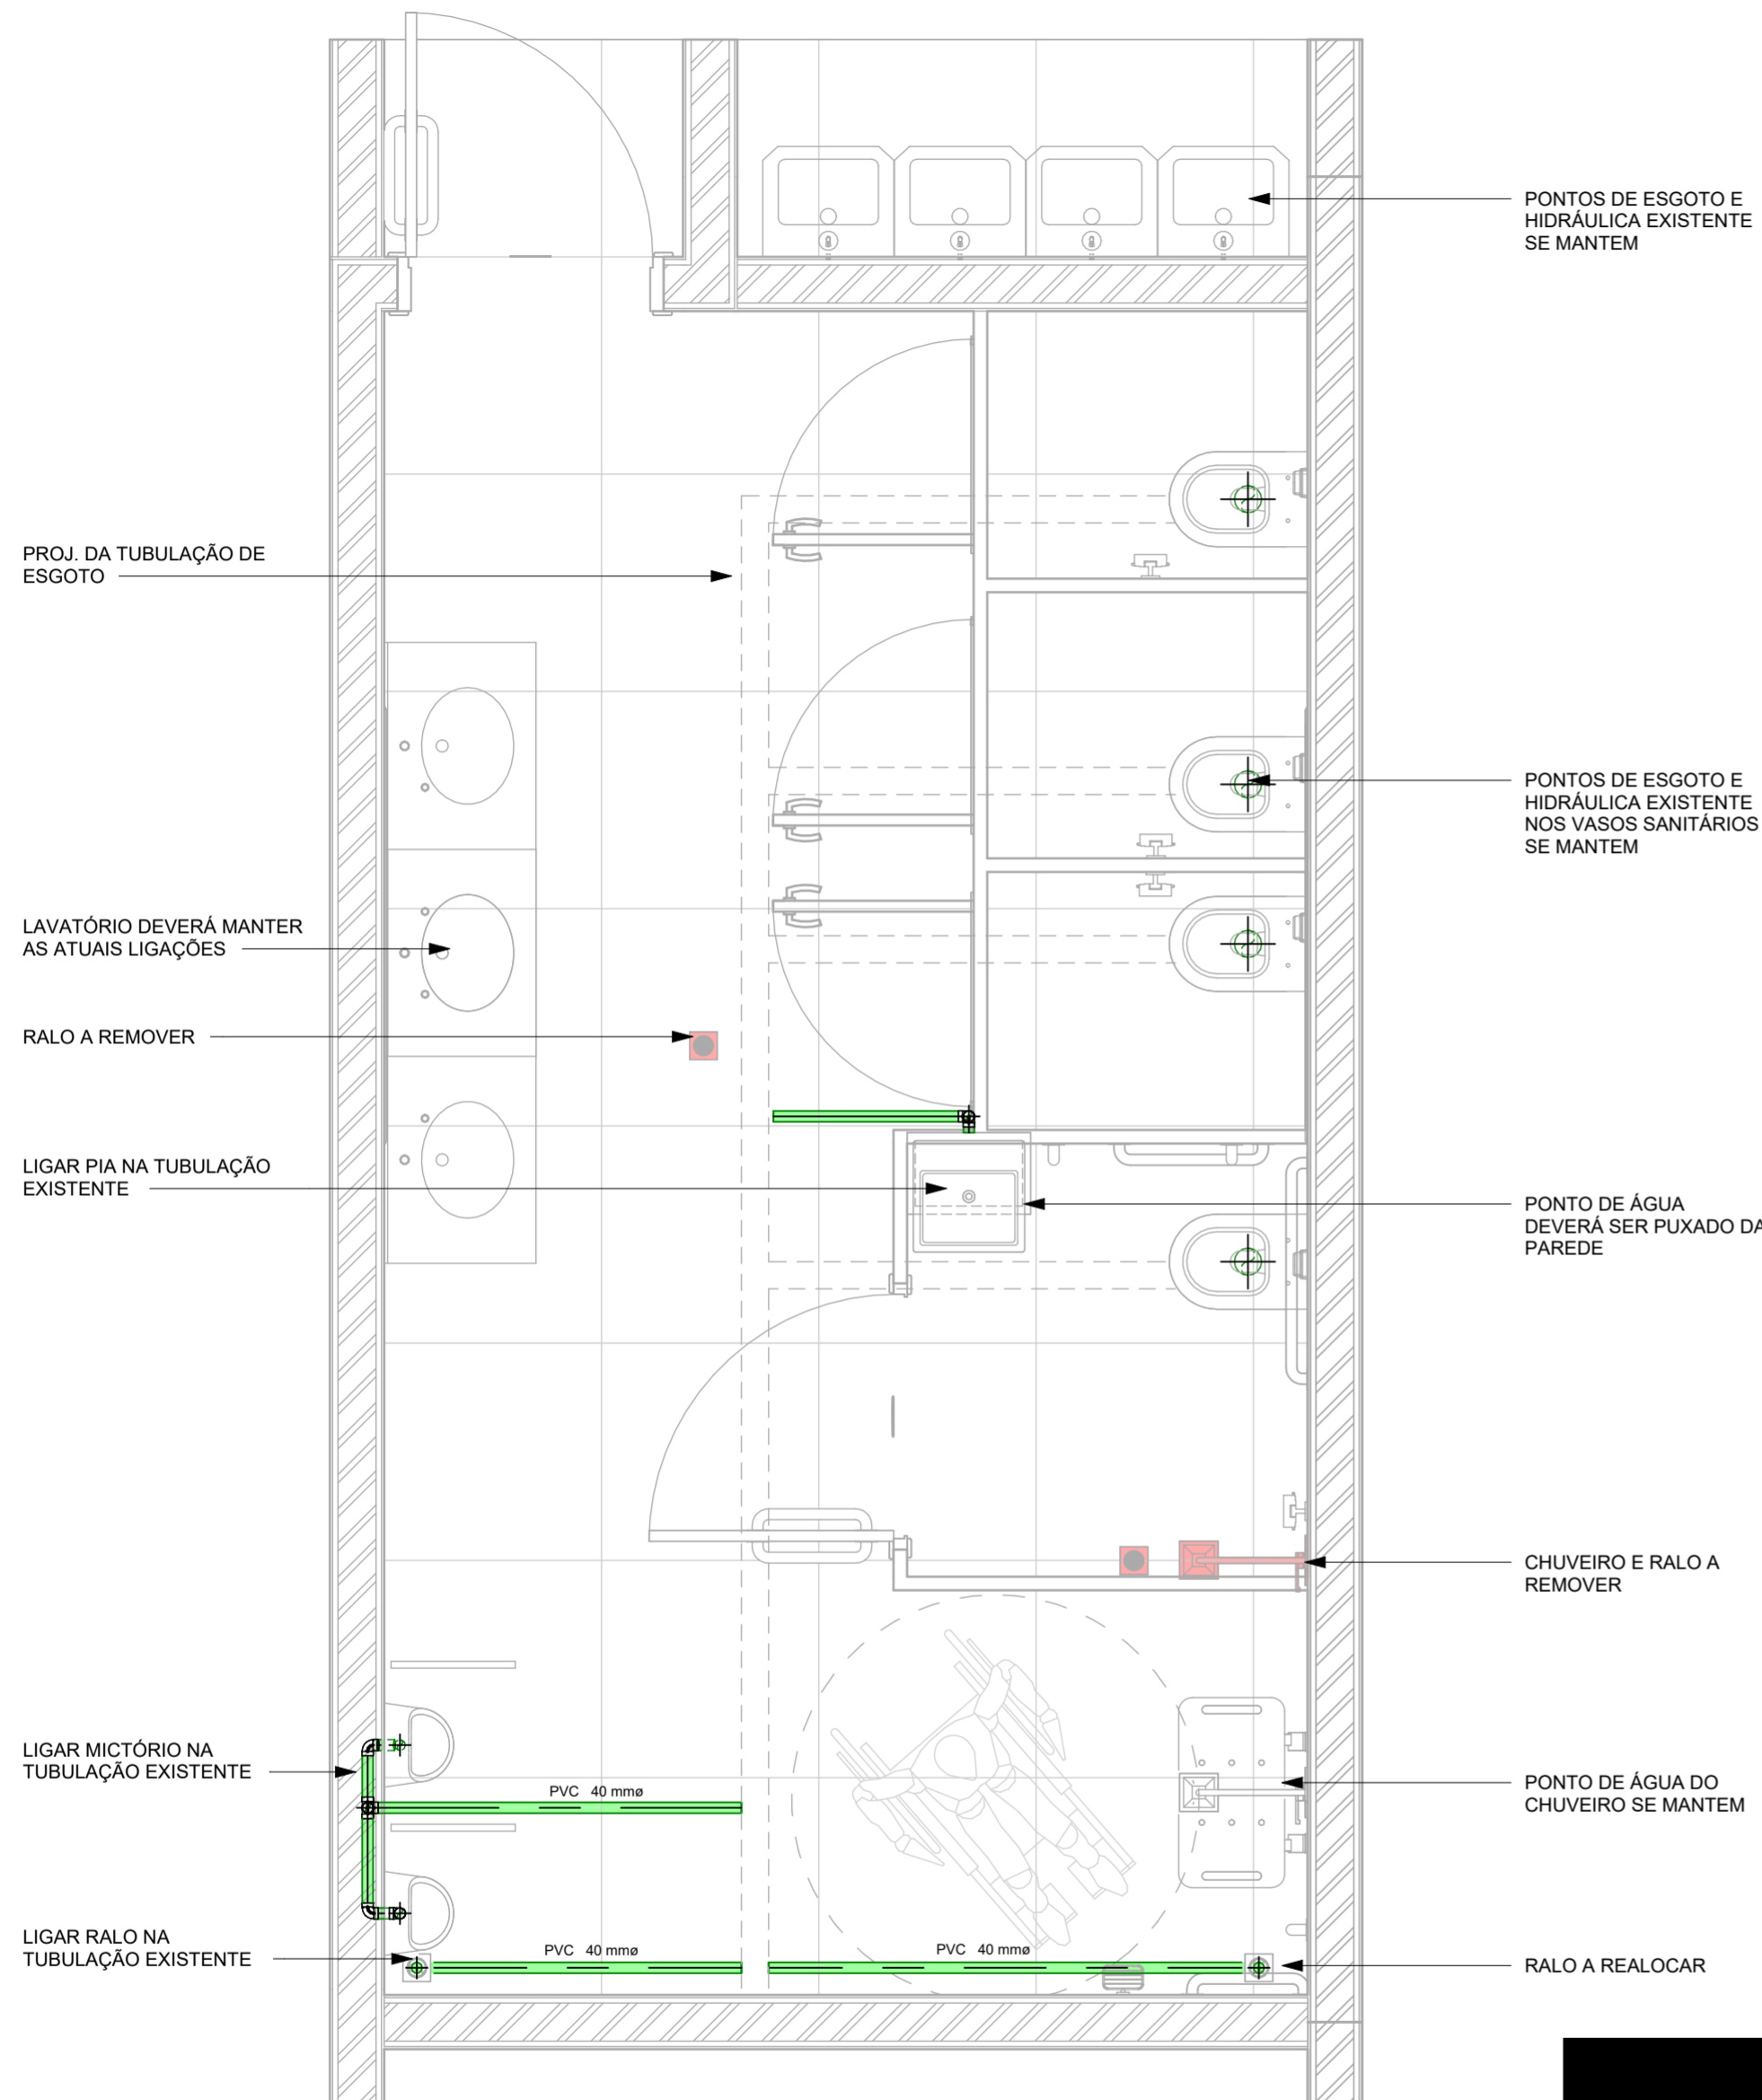 PONTOS DE ESGOTO E
HIDRÁULICA EXISTENTE
SE MANTEM
PROJ. DA TUBULAÇÃO DE
ESGOTO
PONTOS DE ESGOTO E
HIDRÁULICA EXISTENTE
NOS VASOS SANITÁRIOS
SE MANTEM
LAVATÓRIO DEVERÁ MANTER
AS ATUAIS LIGAÇÕES
RALO A REMOVER
LIGAR PIA NA TUBULAÇÃO
EXISTENTE
PONTO DE ÁGUA
DEVERÁ SER PUXADO DA
PAREDE
CHUVEIRO E RALO A
REMOVER
LIGAR MICTÓRIO NA
TUBULAÇÃO EXISTENTE
PVC 40 mmø
PONTO DE ÁGUA DO
CHUVEIRO SE MANTEM
LIGAR RALO NA
TUBULAÇÃO EXISTENTE
PVC 40 mmø
PVC 40 mmø
RALO A REALOCAR